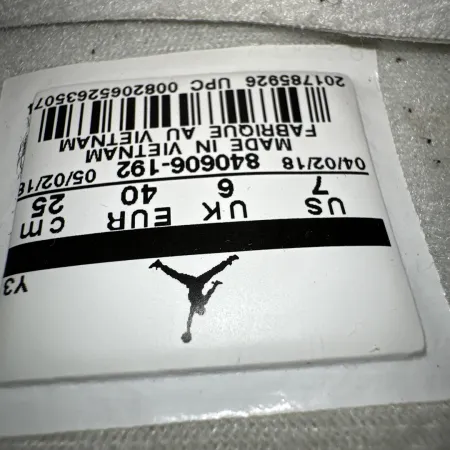 Y3
US UK EUR CM
7 6 40 25
04/02/18 840606-192 05/02/18
MADE IN VIETNAM
FABRIQUE AU VIETNAM
201785926 UPC 00820652635071